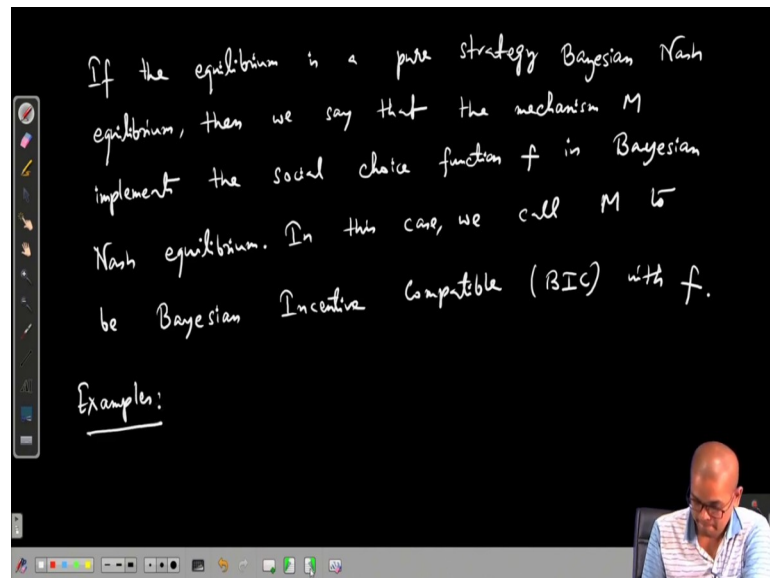 If the equilibrium is a pure strategy Bayesian Nash
equilibrium, then we say that the mechanism M
implement the social choice function f in Bayesian
Nash equilibrium. In this case, we call M to
be Bayesian Incentive Compatible (BIC) with f.
Examples: